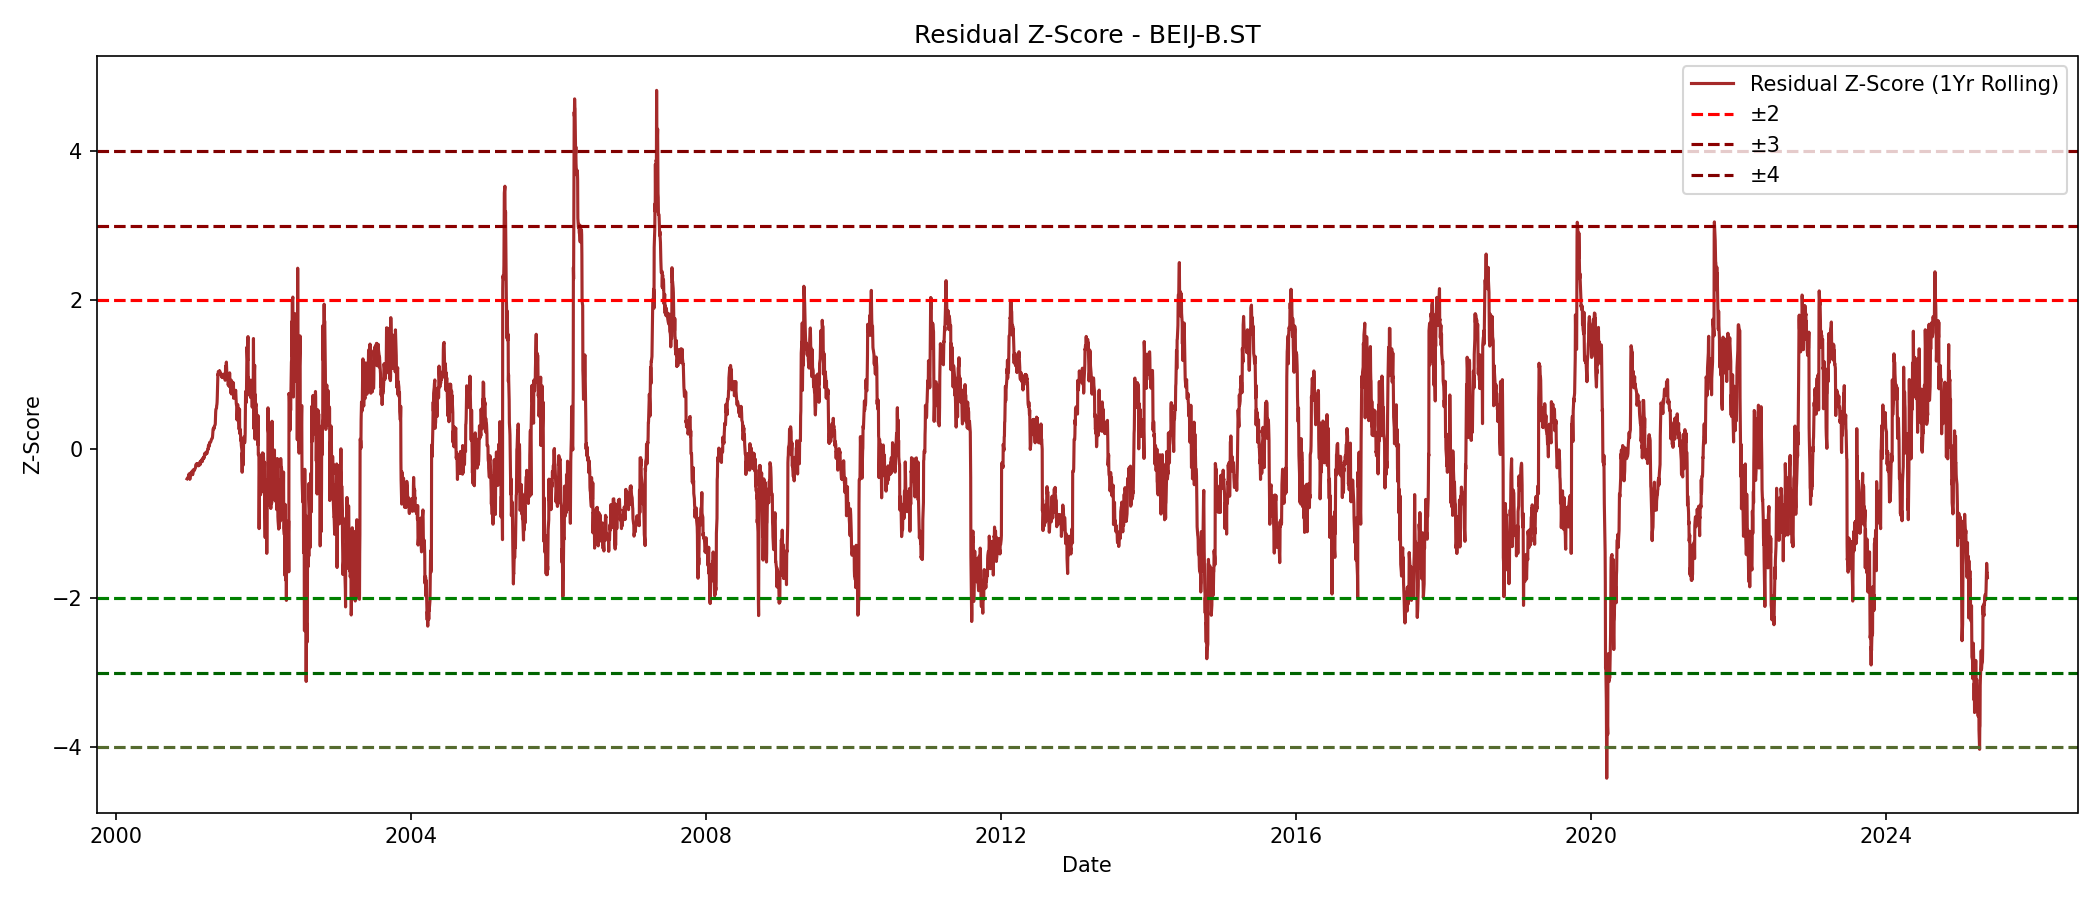 Residual Z-Score - BEIJ-B.ST
Residual Z-Score (1Yr Rolling)
±2
±3
±4
Z-Score
4
2
0
−2
−4
2000 2004 2008 2012 2016 2020 2024
Date